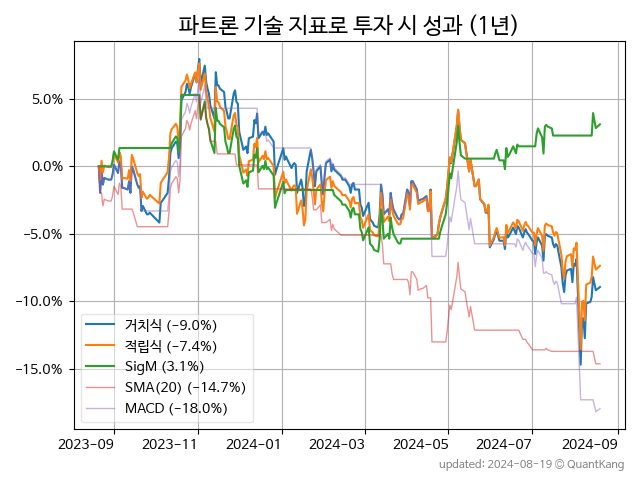 파트론 기술 지표로 투자 시 성과 (1년)
5.0%
0.0%
−5.0%
−10.0%
−15.0%
거치식 (−9.0%)
적립식 (−7.4%)
SigM (3.1%)
SMA(20) (−14.7%)
MACD (−18.0%)
2023-09 2023-11 2024-01 2024-03 2024-05 2024-07 2024-09
updated: 2024-08-19 © QuantKang